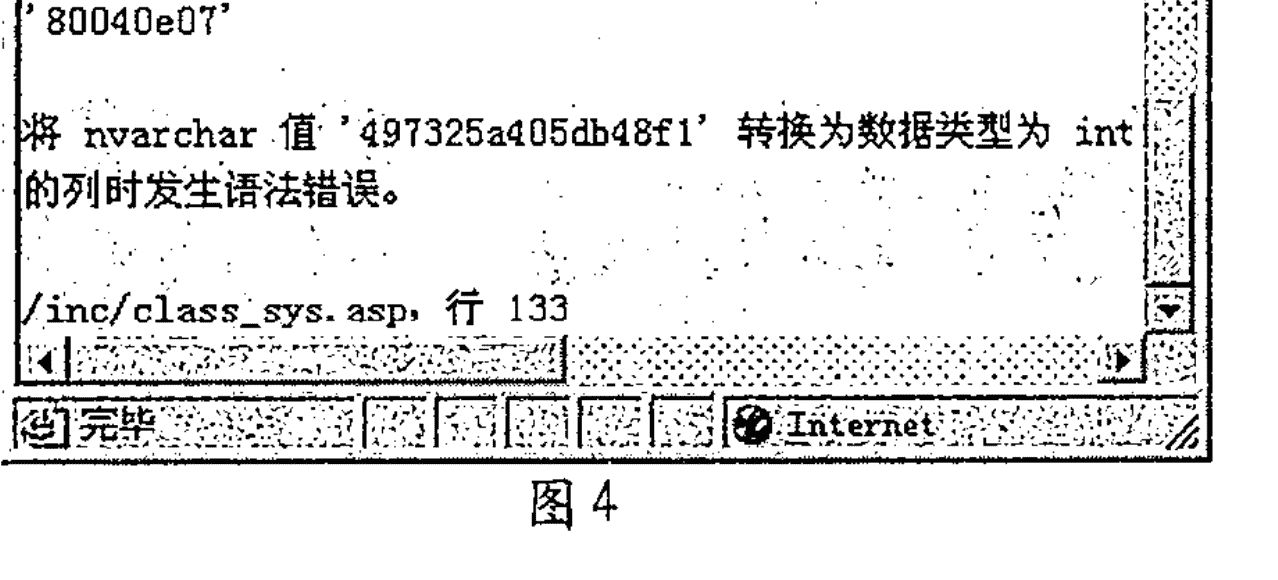 '80040e07'
将 nvarchar 值 '497325a405db48f1' 转换为数据类型为 int
的列时发生语法错误。
/inc/class_sys.asp, 行 133
完毕
Internet
图 4